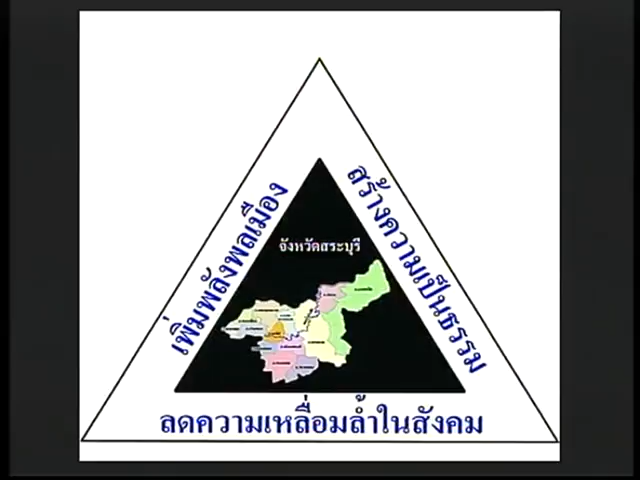 เพิ่มพลังพลเมือง
สร้างความเป็นธรรม
จังหวัดสระบุรี
ลดความเหลื่อมล้ำในสังคม